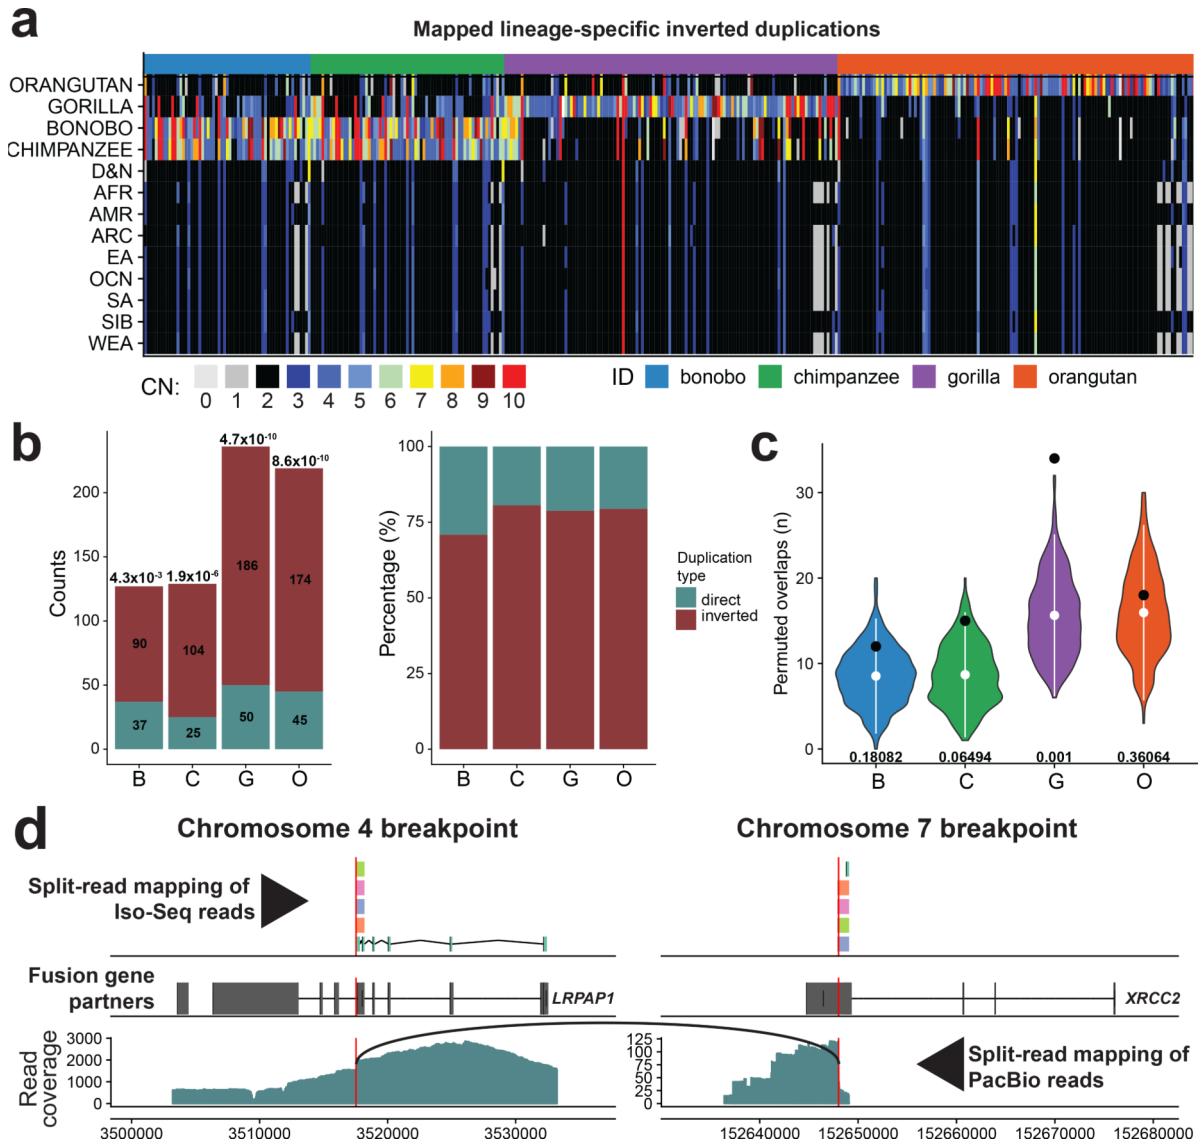 a
Mapped lineage-specific inverted duplications
ORANGUTAN
GORILLA
BONOBO
CHIMPANZEE
D&N
AFR
AMR
ARC
EA
OCN
SA
SIB
WEA
CN:
0 1 2 3 4 5 6 7 8 9 10
ID bonobo chimpanzee gorilla orangutan
b
Counts
200
150
100
50
0
4.3x10⁻³
1.9x10⁻⁶
4.7x10⁻¹⁰
8.6x10⁻¹⁰
90 104 186 174
37 25 50 45
B C G O
Percentage (%)
100
75
50
25
0
B C G O
Duplication
type
direct
inverted
c
Permuted overlaps (n)
30
20
10
0
0.18082 0.06494 0.001 0.36064
B C G O
d
Chromosome 4 breakpoint
Chromosome 7 breakpoint
Split-read mapping of
Iso-Seq reads
Fusion gene
partners
LRPAP1
XRCC2
Read
coverage
3000
2000
1000
0
125
100
75
50
25
0
Split-read mapping of
PacBio reads
3500000 3510000 3520000 3530000
152640000 152650000 152660000 152670000 152680000